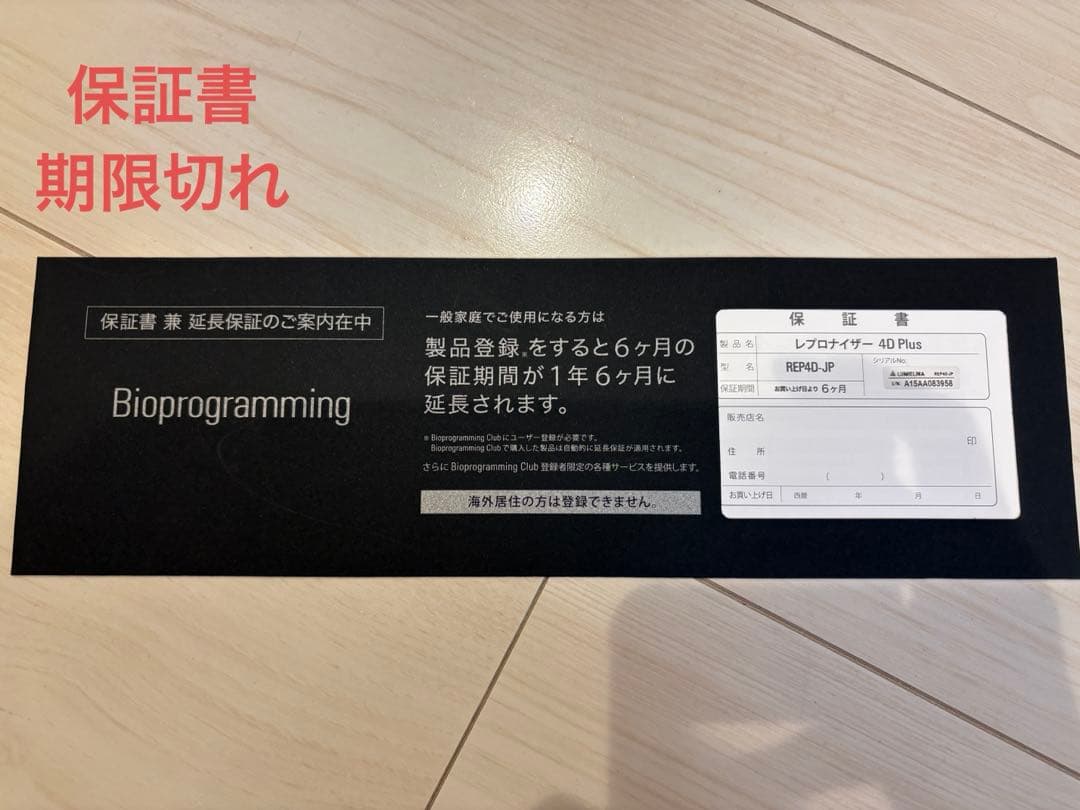 保証書
期限切れ
保証書 兼 延長保証のご案内在中
Bioprogramming
一般家庭でご使用になる方は
製品登録※をすると6ヶ月の
保証期間が1年6ヶ月に
延長されます。
※ Bioprogramming Clubにユーザー登録が必要です。
Bioprogramming Clubで購入した製品は自動的に延長保証が適用されます。
さらに Bioprogramming Club 登録者限定の各種サービスを提供します。
海外居住の方は登録できません。
保 証 書
製品名 レプロナイザー 4D Plus
型 名 REP4D-JP シリアルNo.
LUMIELINA REP4D-JP
S/N A15AA083958
保証期間 お買い上げ日より 6ヶ月
販売店名
印
住 所
電話番号 ( )
お買い上げ日 西暦 年 月 日